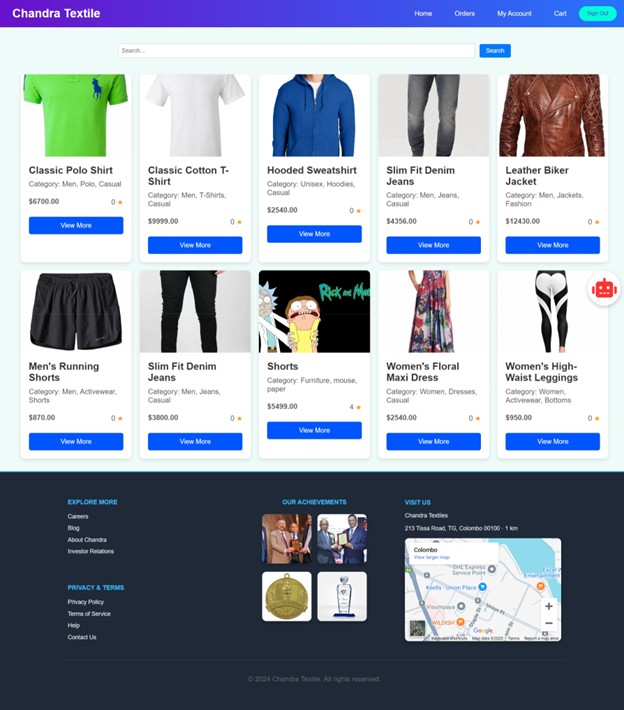 Chandra Textile
Home Orders My Account Cart Sign Out
Search... Search
Classic Polo Shirt
Category: Men, Polo, Casual
$6700.00 0 ★
View More
Classic Cotton T-
Shirt
Category: Men, T-Shirts,
Casual
$9999.00 0 ★
View More
Hooded Sweatshirt
Category: Unisex, Hoodies,
Casual
$2540.00 0 ★
View More
Slim Fit Denim
Jeans
Category: Men, Jeans,
Casual
$4356.00 0 ★
View More
Leather Biker
Jacket
Category: Men, Jackets,
Fashion
$12430.00 0 ★
View More
Men's Running
Shorts
Category: Men, Activewear,
Shorts
$870.00 0 ★
View More
Slim Fit Denim
Jeans
Category: Men, Jeans,
Casual
$3800.00 0 ★
View More
Rick and Mor
Shorts
Category: Furniture, mouse,
paper
$5499.00 4 ★
View More
Women's Floral
Maxi Dress
Category: Women, Dresses,
Casual
$2540.00 0 ★
View More
Women's High-
Waist Leggings
Category: Women,
Activewear, Bottoms
$950.00 0 ★
View More
EXPLORE MORE
Careers
Blog
About Chandra
Investor Relations
PRIVACY & TERMS
Privacy Policy
Terms of Service
Help
Contact Us
OUR ACHIEVEMENTS
VISIT US
Chandra Textiles
213 Tissa Road, TG, Colombo 00100 · 1 km
Colombo
View larger map
DHL Express
Service Point
Excel W
Entertainment
Keells - Union Place
Union Pl
Visumpaya
WILDISH
Google
Keyboard shortcuts Map data ©2025 Terms Report a map error
© 2024 Chandra Textile. All rights reserved.